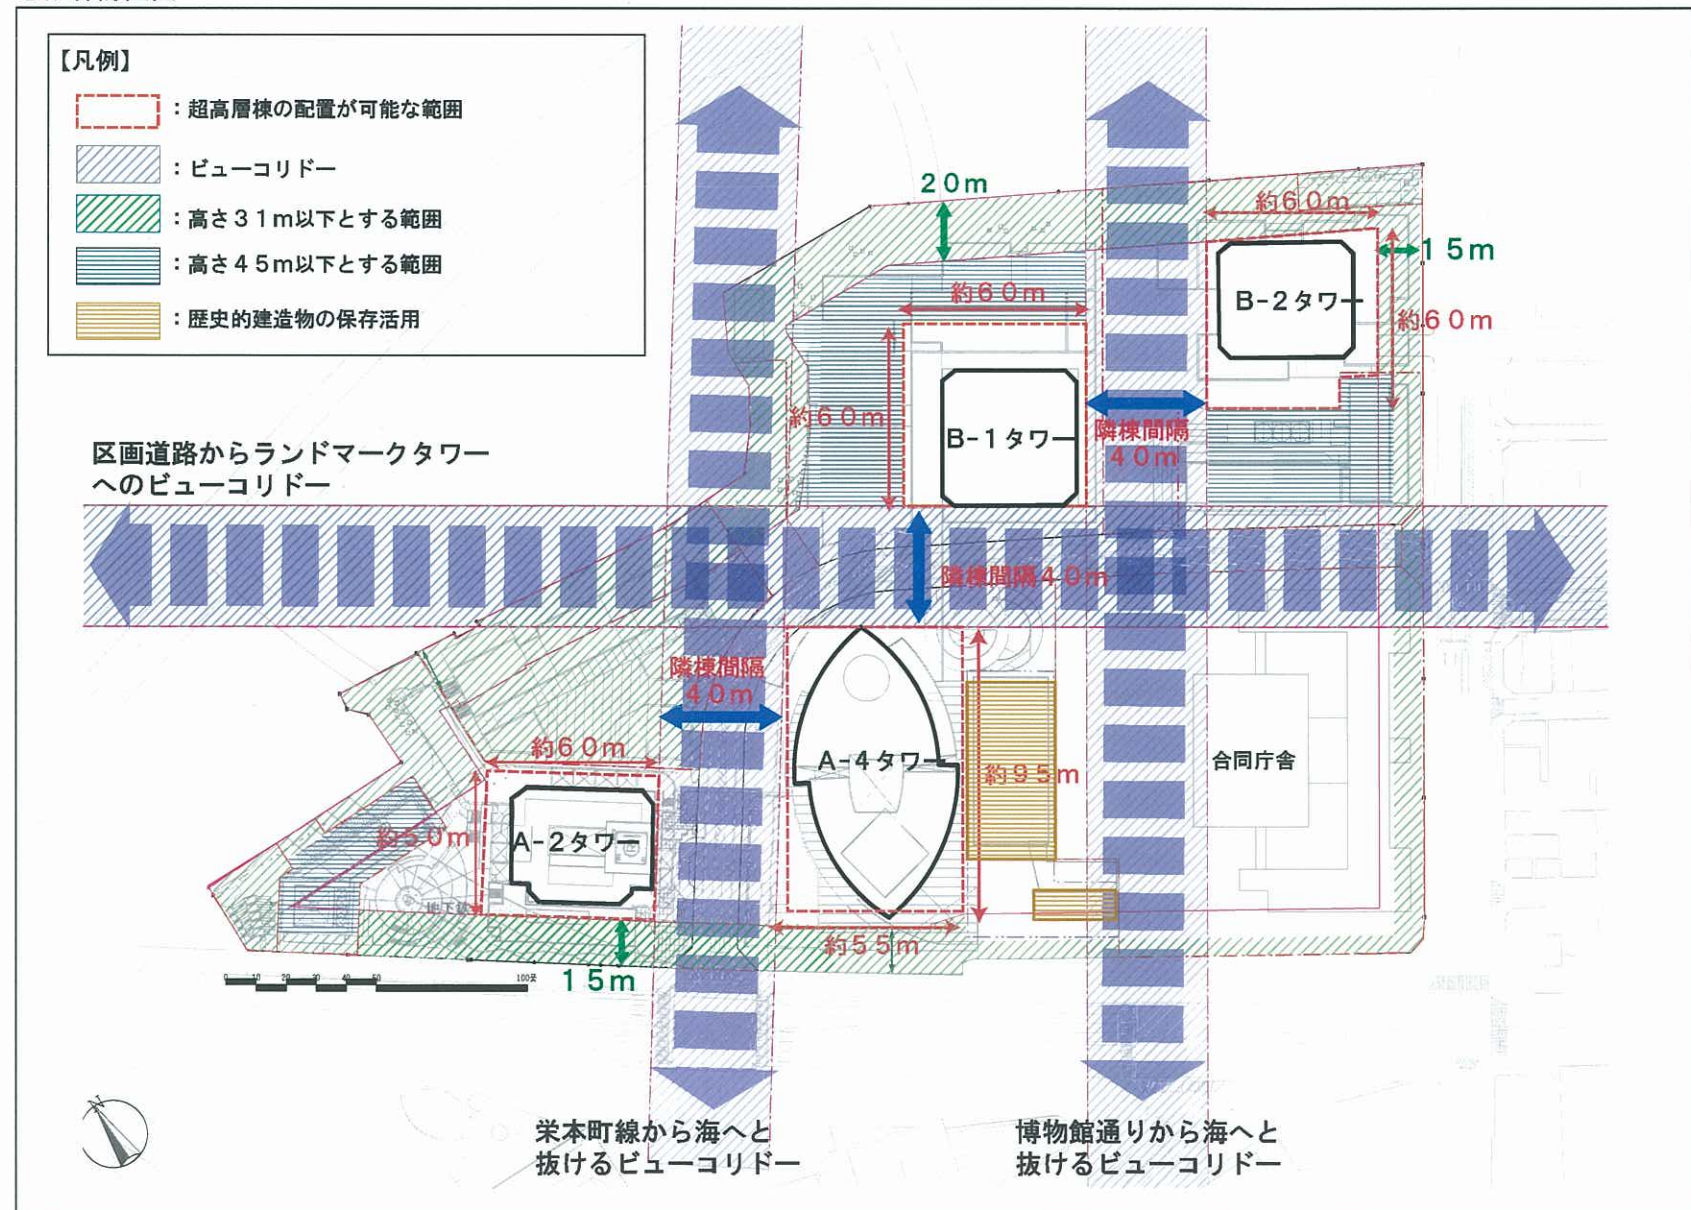 【凡例】
：超高層棟の配置が可能な範囲
：ビューコリドー
：高さ３１ｍ以下とする範囲
：高さ４５ｍ以下とする範囲
：歴史的建造物の保存活用
20m
約60m
15m
B-2タワー
約60m
約60m
約60m
B-1タワー
隣棟間隔
40m
区画道路からランドマークタワー
へのビューコリドー
隣棟間隔40m
隣棟間隔
40m
約60m
A-4タワー
約95m
合同庁舎
約50m
A-2タワー
約55m
15m
0 10 20 30 40 50 100
N
栄本町線から海へと
抜けるビューコリドー
博物館通りから海へと
抜けるビューコリドー